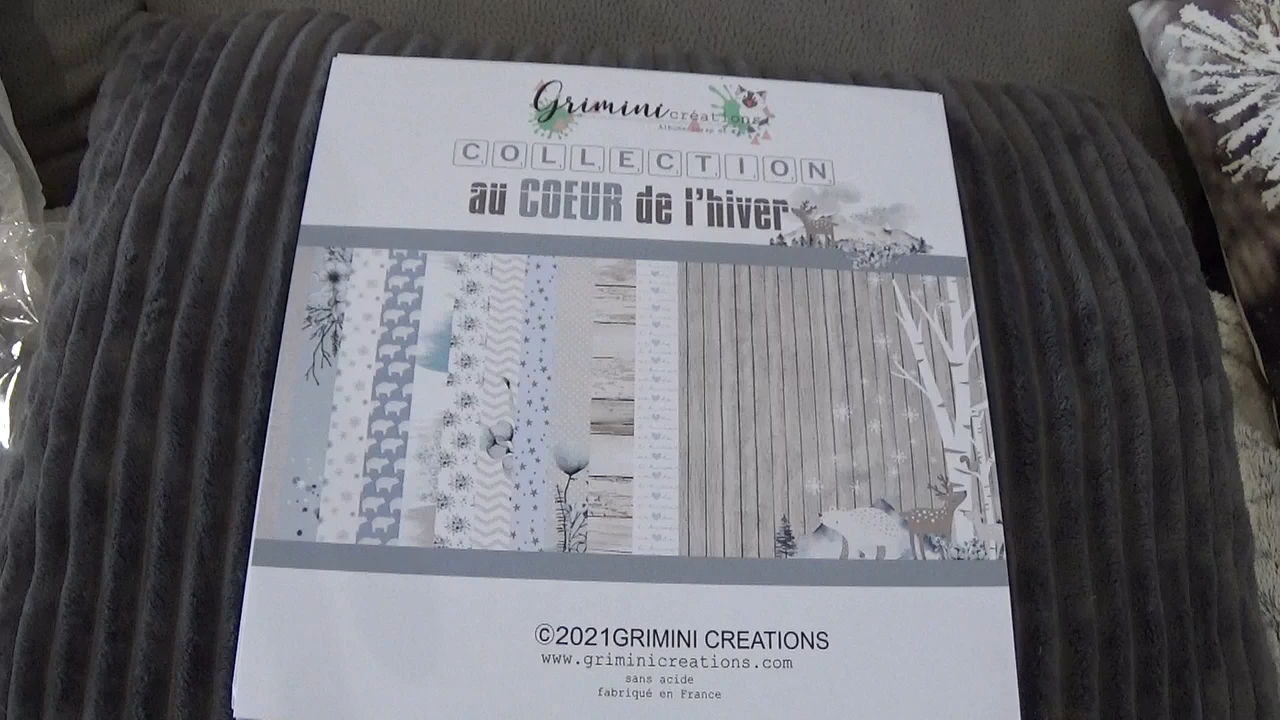 Grimini créations
COLLECTION
au COEUR de l'hiver
©2021GRIMINI CREATIONS
www.griminicreations.com
sans acide
fabriqué en France